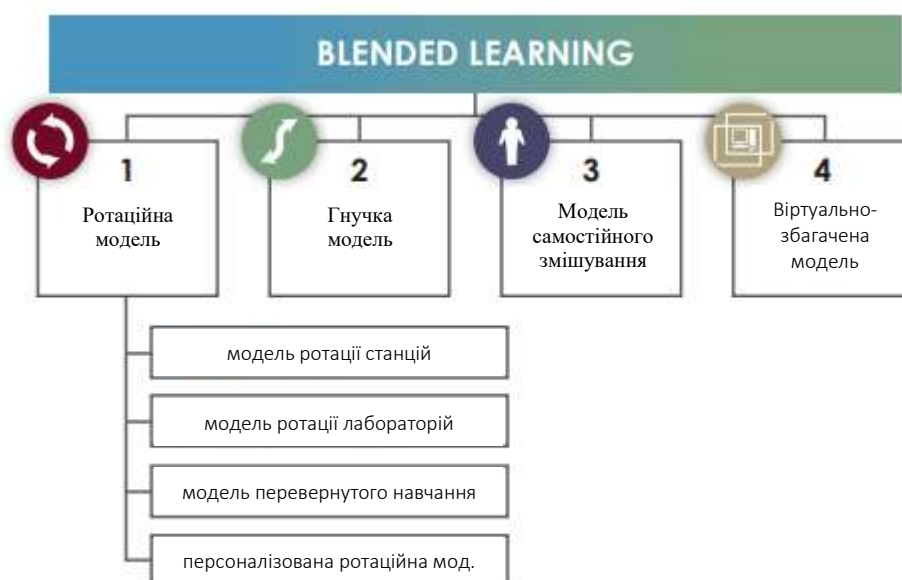 BLENDED LEARNING
1
Ротаційна
модель
2
Гнучка
модель
3
Модель
самостійного
змішування
4
Віртуально-
збагачена
модель
модель ротації станцій
модель ротації лабораторій
модель перевернутого навчання
персоналізована ротаційна мод.